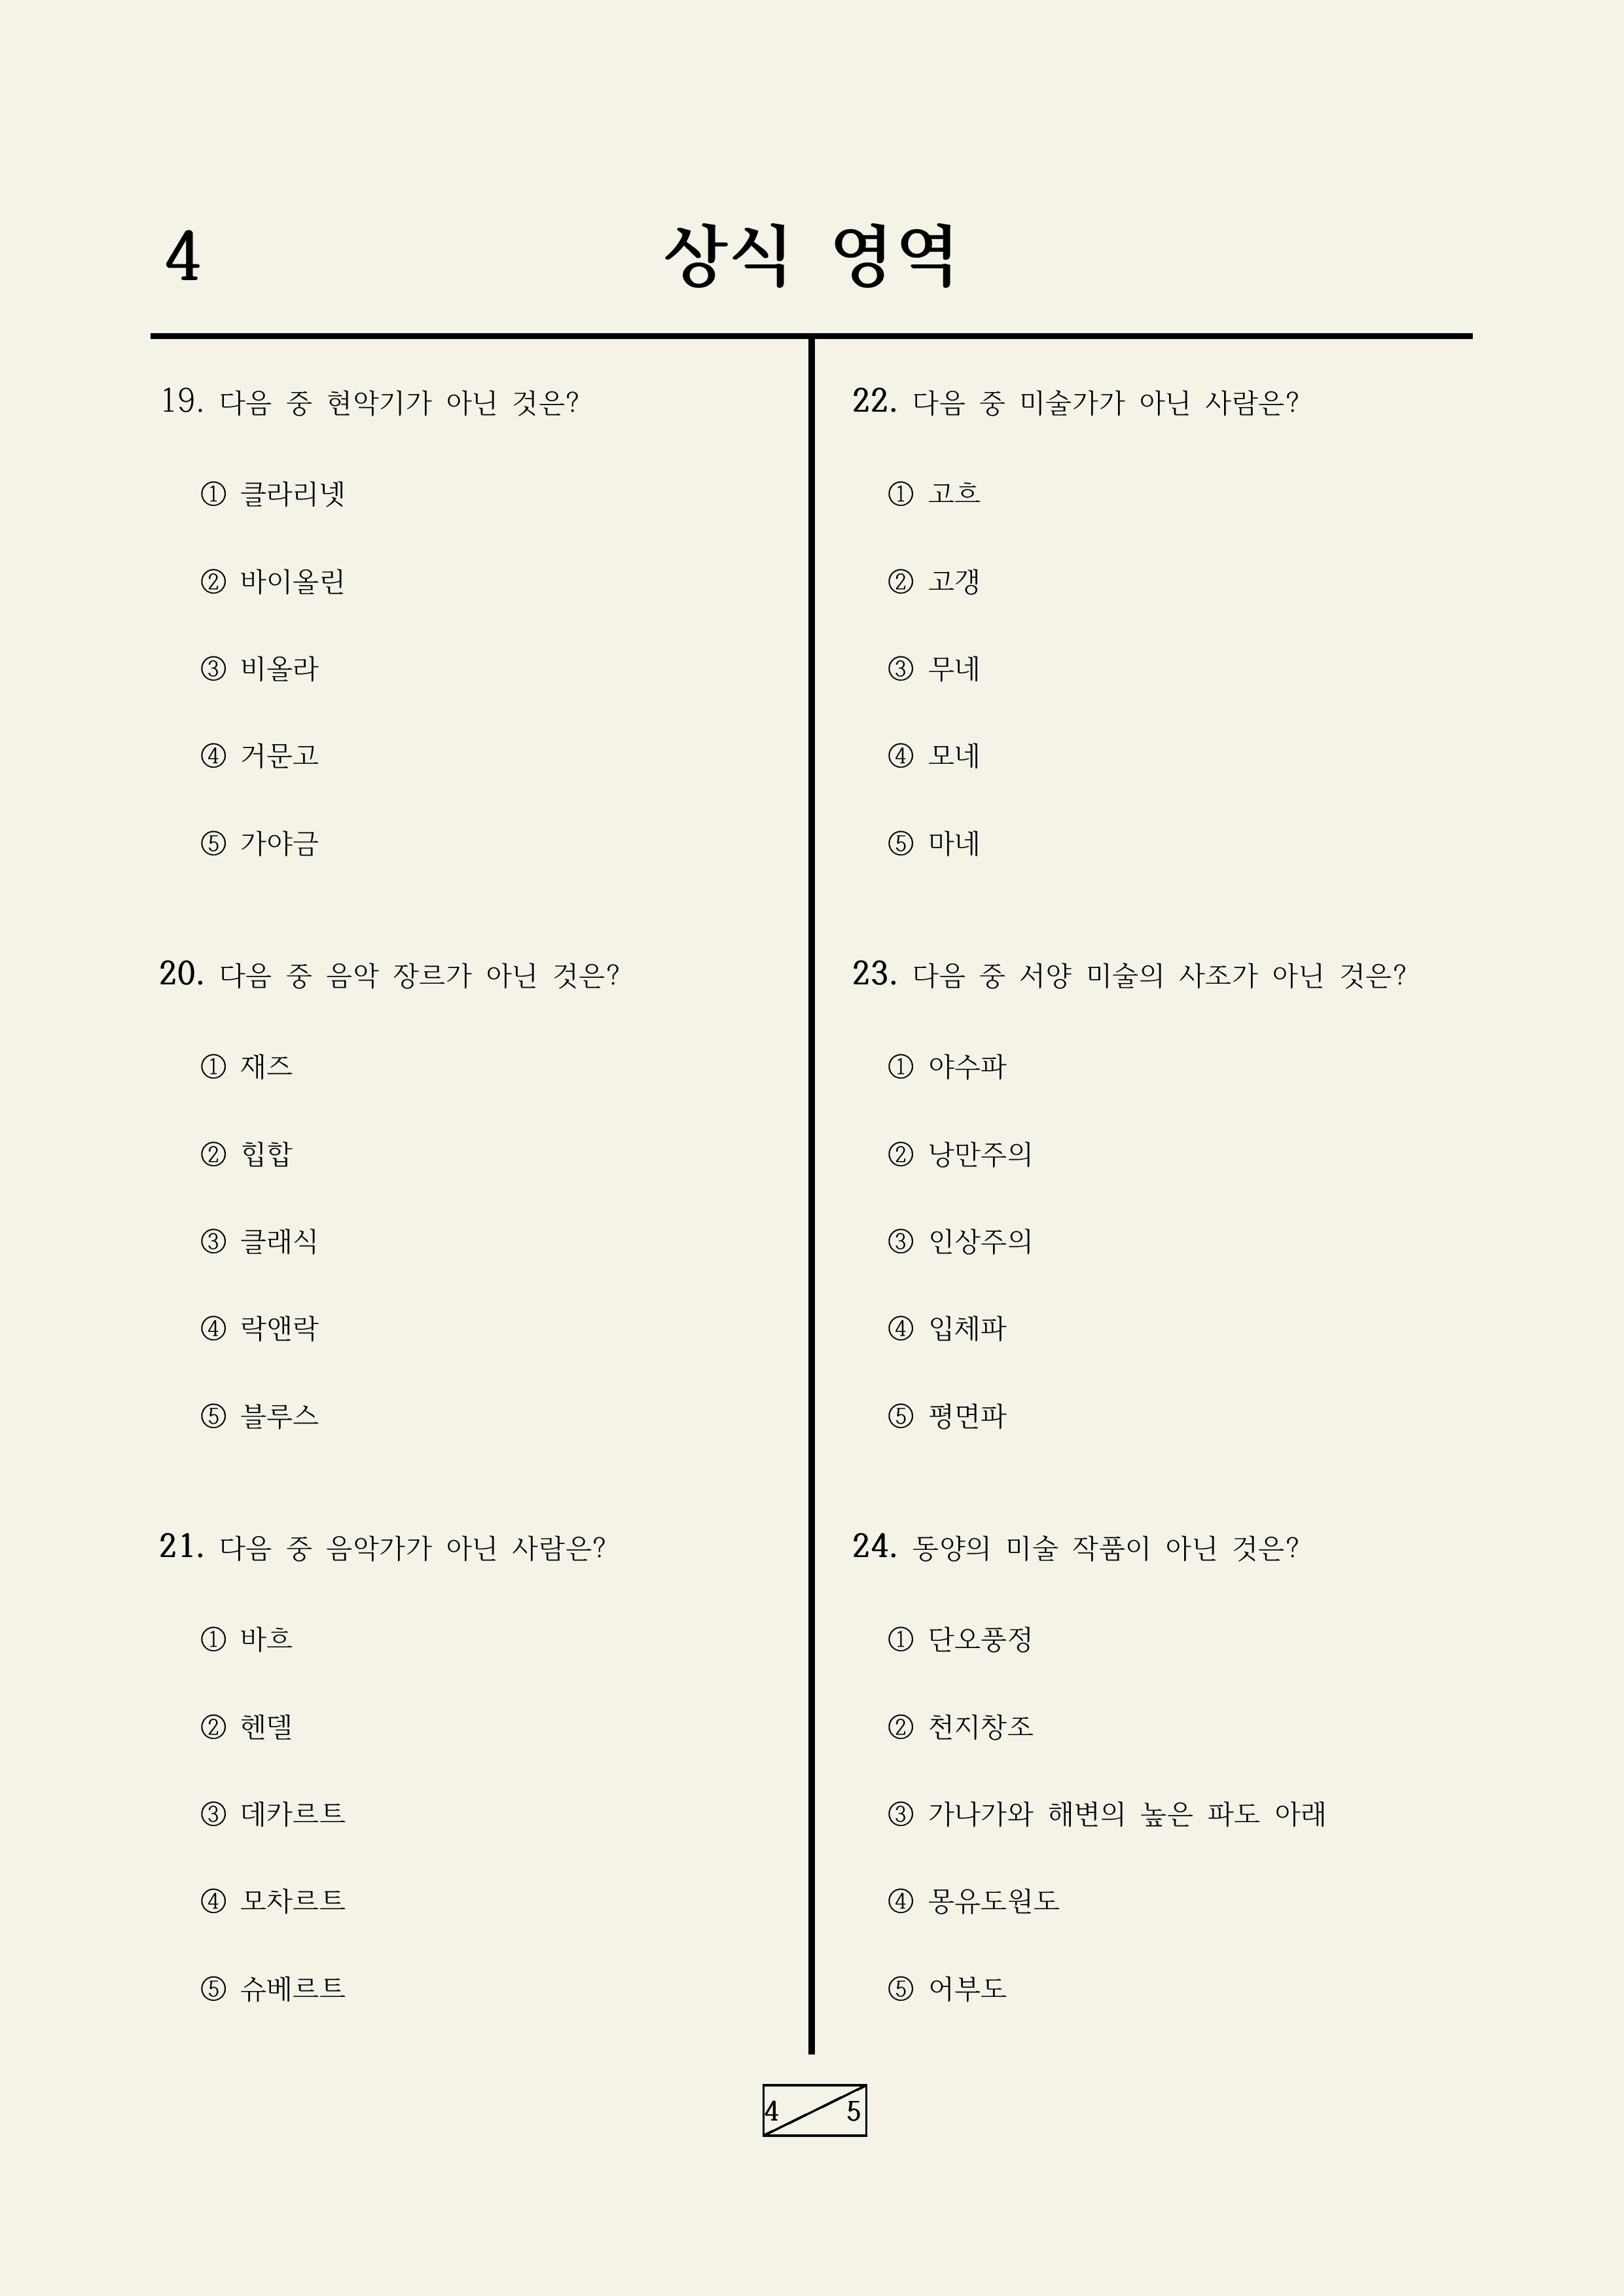 4
상식 영역
19. 다음 중 현악기가 아닌 것은?
① 클라리넷
② 바이올린
③ 비올라
④ 거문고
⑤ 가야금
20. 다음 중 음악 장르가 아닌 것은?
① 재즈
② 힙합
③ 클래식
④ 락앤락
⑤ 블루스
21. 다음 중 음악가가 아닌 사람은?
① 바흐
② 헨델
③ 데카르트
④ 모차르트
⑤ 슈베르트
22. 다음 중 미술가가 아닌 사람은?
① 고흐
② 고갱
③ 무네
④ 모네
⑤ 마네
23. 다음 중 서양 미술의 사조가 아닌 것은?
① 야수파
② 낭만주의
③ 인상주의
④ 입체파
⑤ 평면파
24. 동양의 미술 작품이 아닌 것은?
① 단오풍정
② 천지창조
③ 가나가와 해변의 높은 파도 아래
④ 몽유도원도
⑤ 어부도
4 5